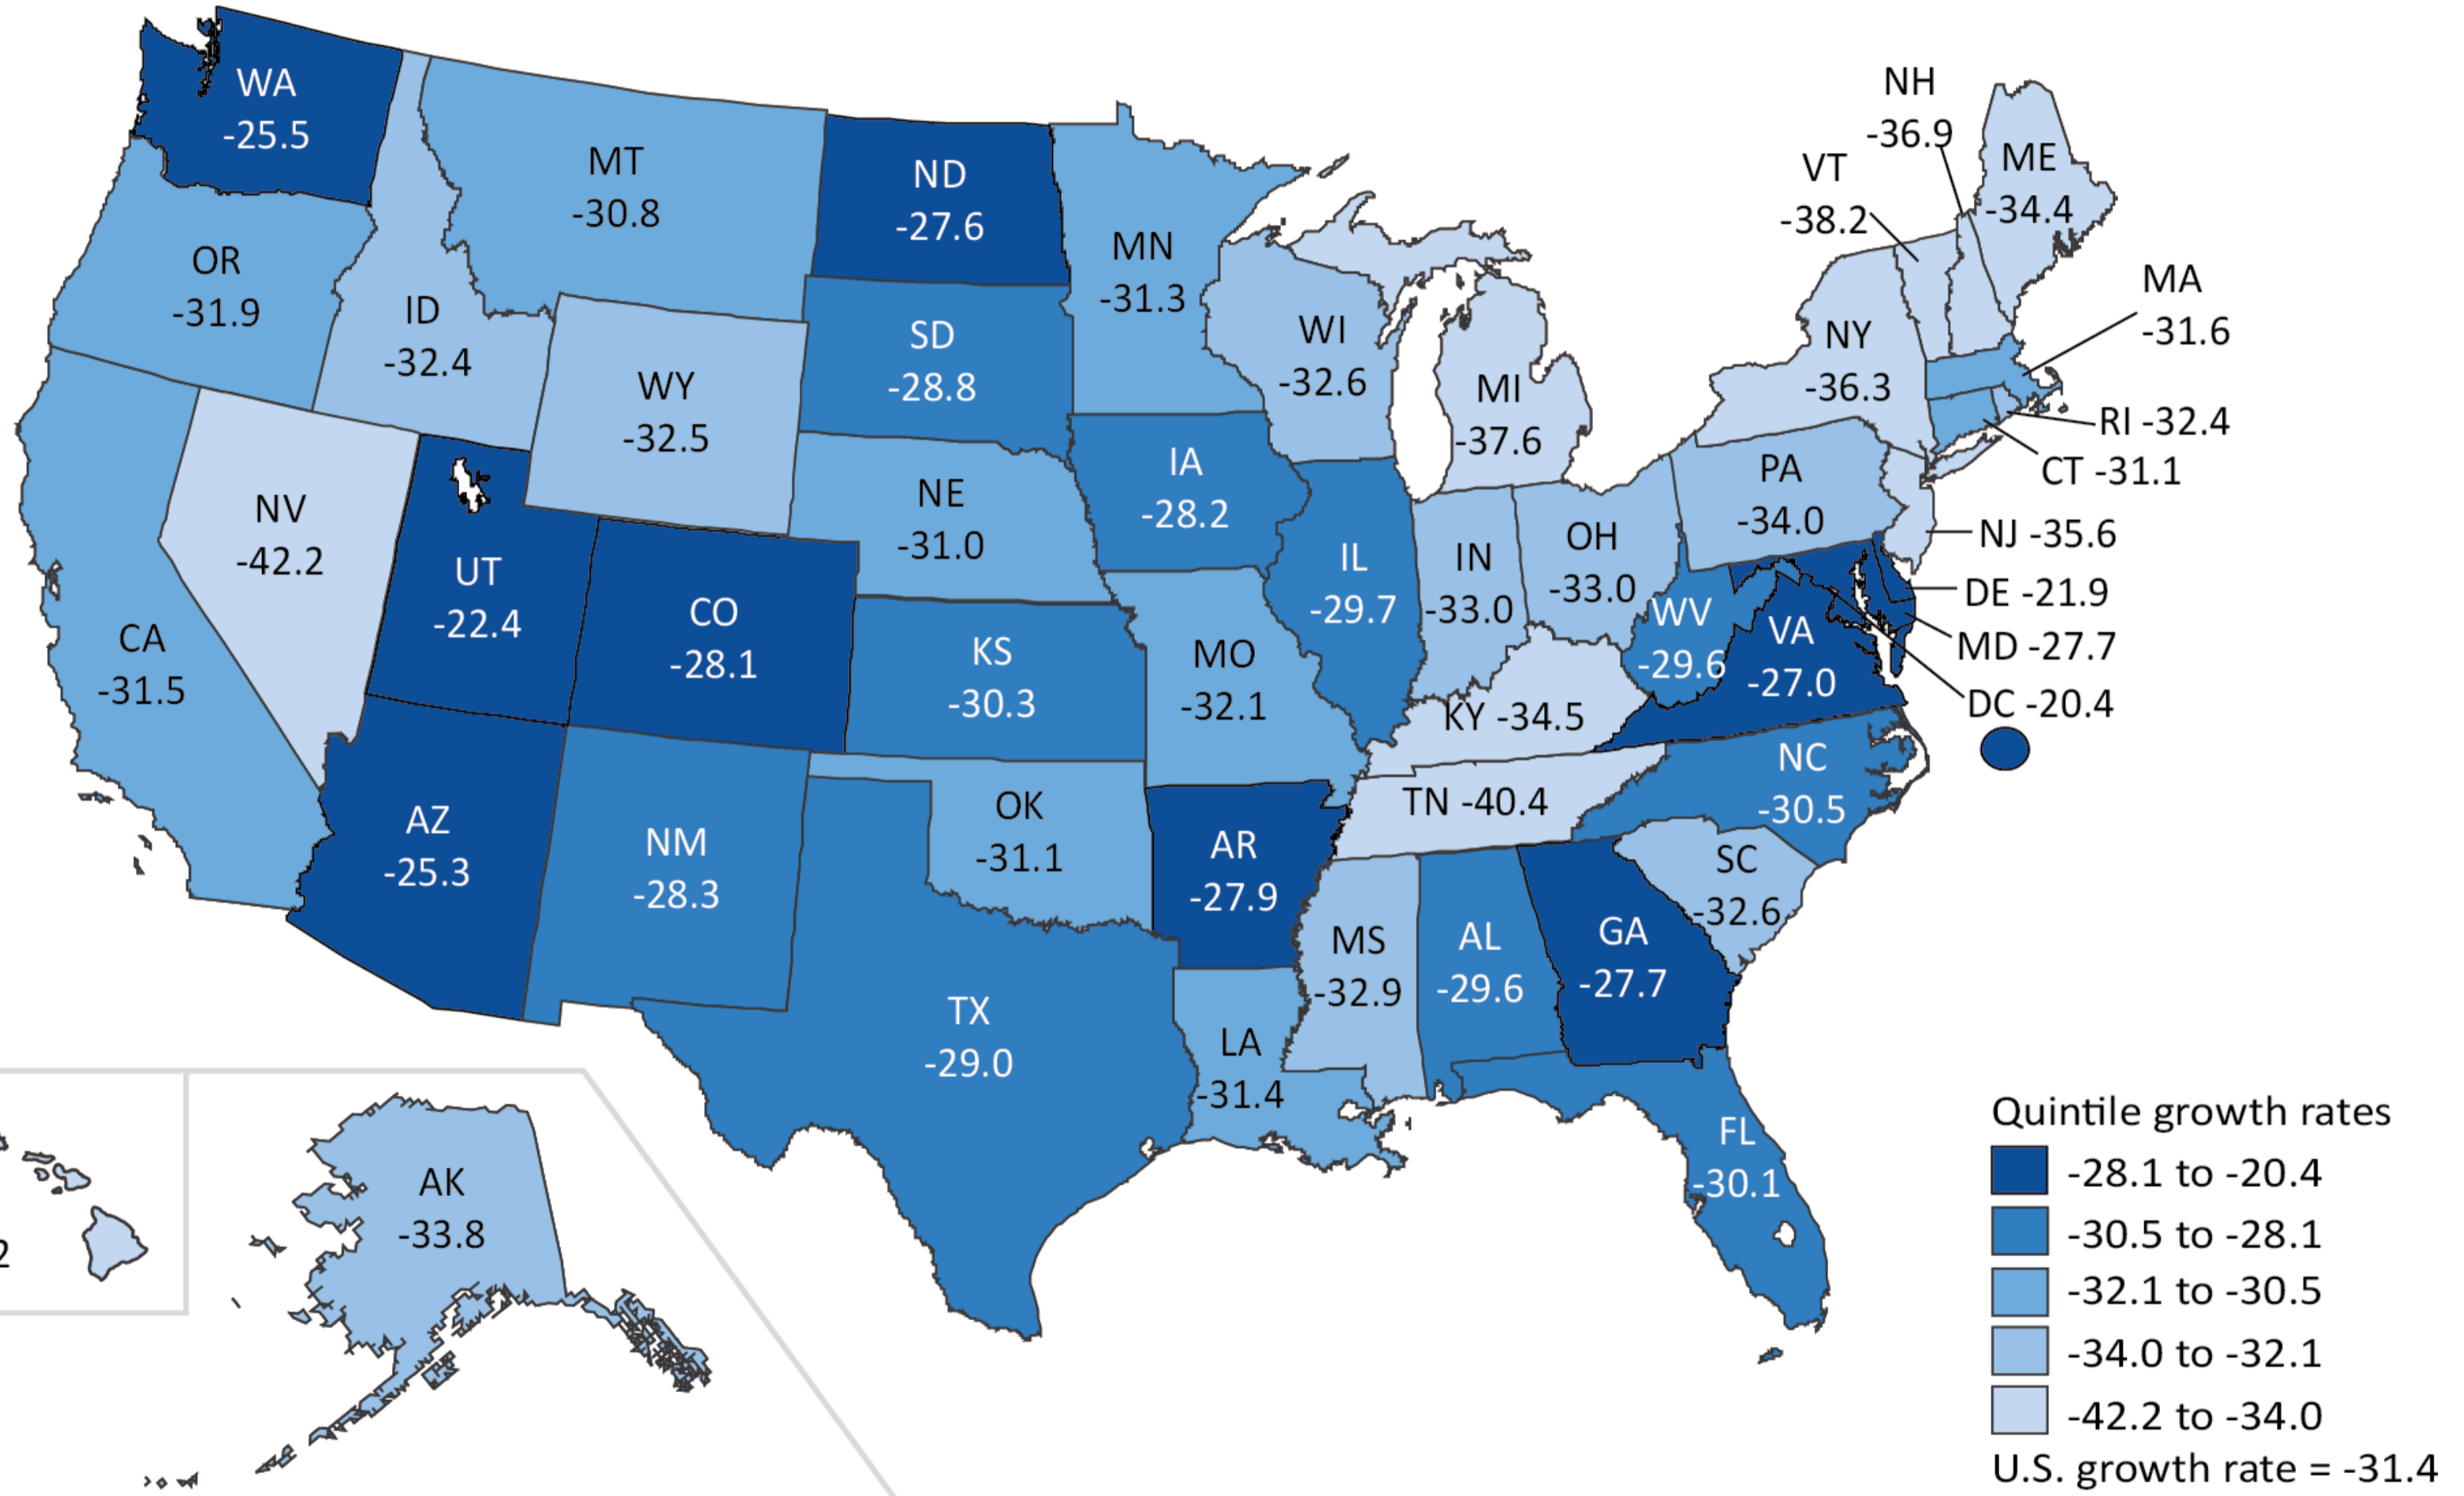 WA
-25.5
OR
-31.9
CA
-31.5
ID
-32.4
NV
-42.2
MT
-30.8
WY
-32.5
UT
-22.4
CO
-28.1
AZ
-25.3
NM
-28.3
ND
-27.6
SD
-28.8
NE
-31.0
KS
-30.3
OK
-31.1
TX
-29.0
MN
-31.3
IA
-28.2
MO
-32.1
AR
-27.9
LA
-31.4
WI
-32.6
IL
-29.7
MI
-37.6
IN
-33.0
OH
-33.0
KY -34.5
TN -40.4
MS
-32.9
AL
-29.6
GA
-27.7
FL
-30.1
SC
-32.6
NC
-30.5
VA
-27.0
WV
-29.6
PA
-34.0
NY
-36.3
VT
-38.2
NH
-36.9
ME
-34.4
MA
-31.6
RI -32.4
CT -31.1
NJ -35.6
DE -21.9
MD -27.7
DC -20.4
AK
-33.8
2
Quintile growth rates
-28.1 to -20.4
-30.5 to -28.1
-32.1 to -30.5
-34.0 to -32.1
-42.2 to -34.0
U.S. growth rate = -31.4